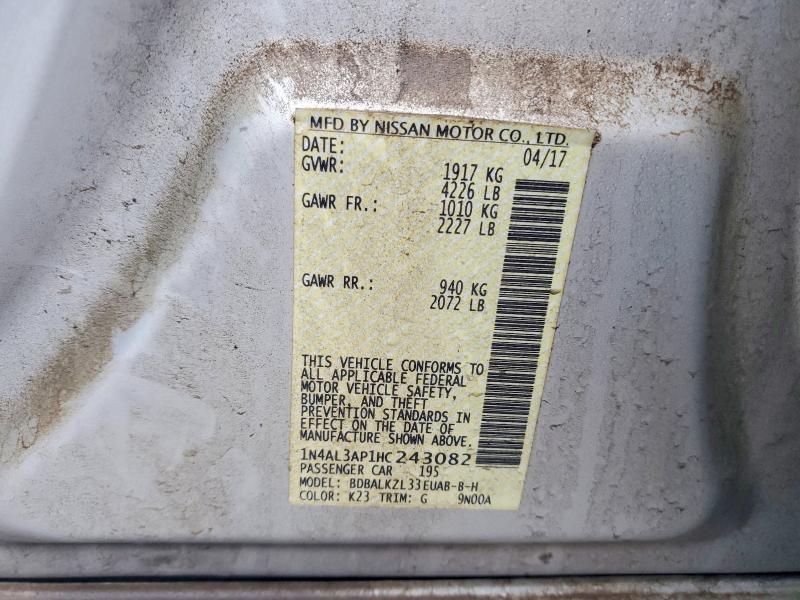 MFD BY NISSAN MOTOR CO., LTD.
DATE: 04/17
GVWR: 1917 KG
4226 LB
GAWR FR.: 1010 KG
2227 LB
GAWR RR.: 940 KG
2072 LB
THIS VEHICLE CONFORMS TO
ALL APPLICABLE FEDERAL
MOTOR VEHICLE SAFETY,
BUMPER, AND THEFT
PREVENTION STANDARDS IN
EFFECT ON THE DATE OF
MANUFACTURE SHOWN ABOVE.
1N4AL3AP1HC243082
PASSENGER CAR 195
MODEL: BDBALKZL33EUAB-B-H
COLOR: K23 TRIM: G 9N00A